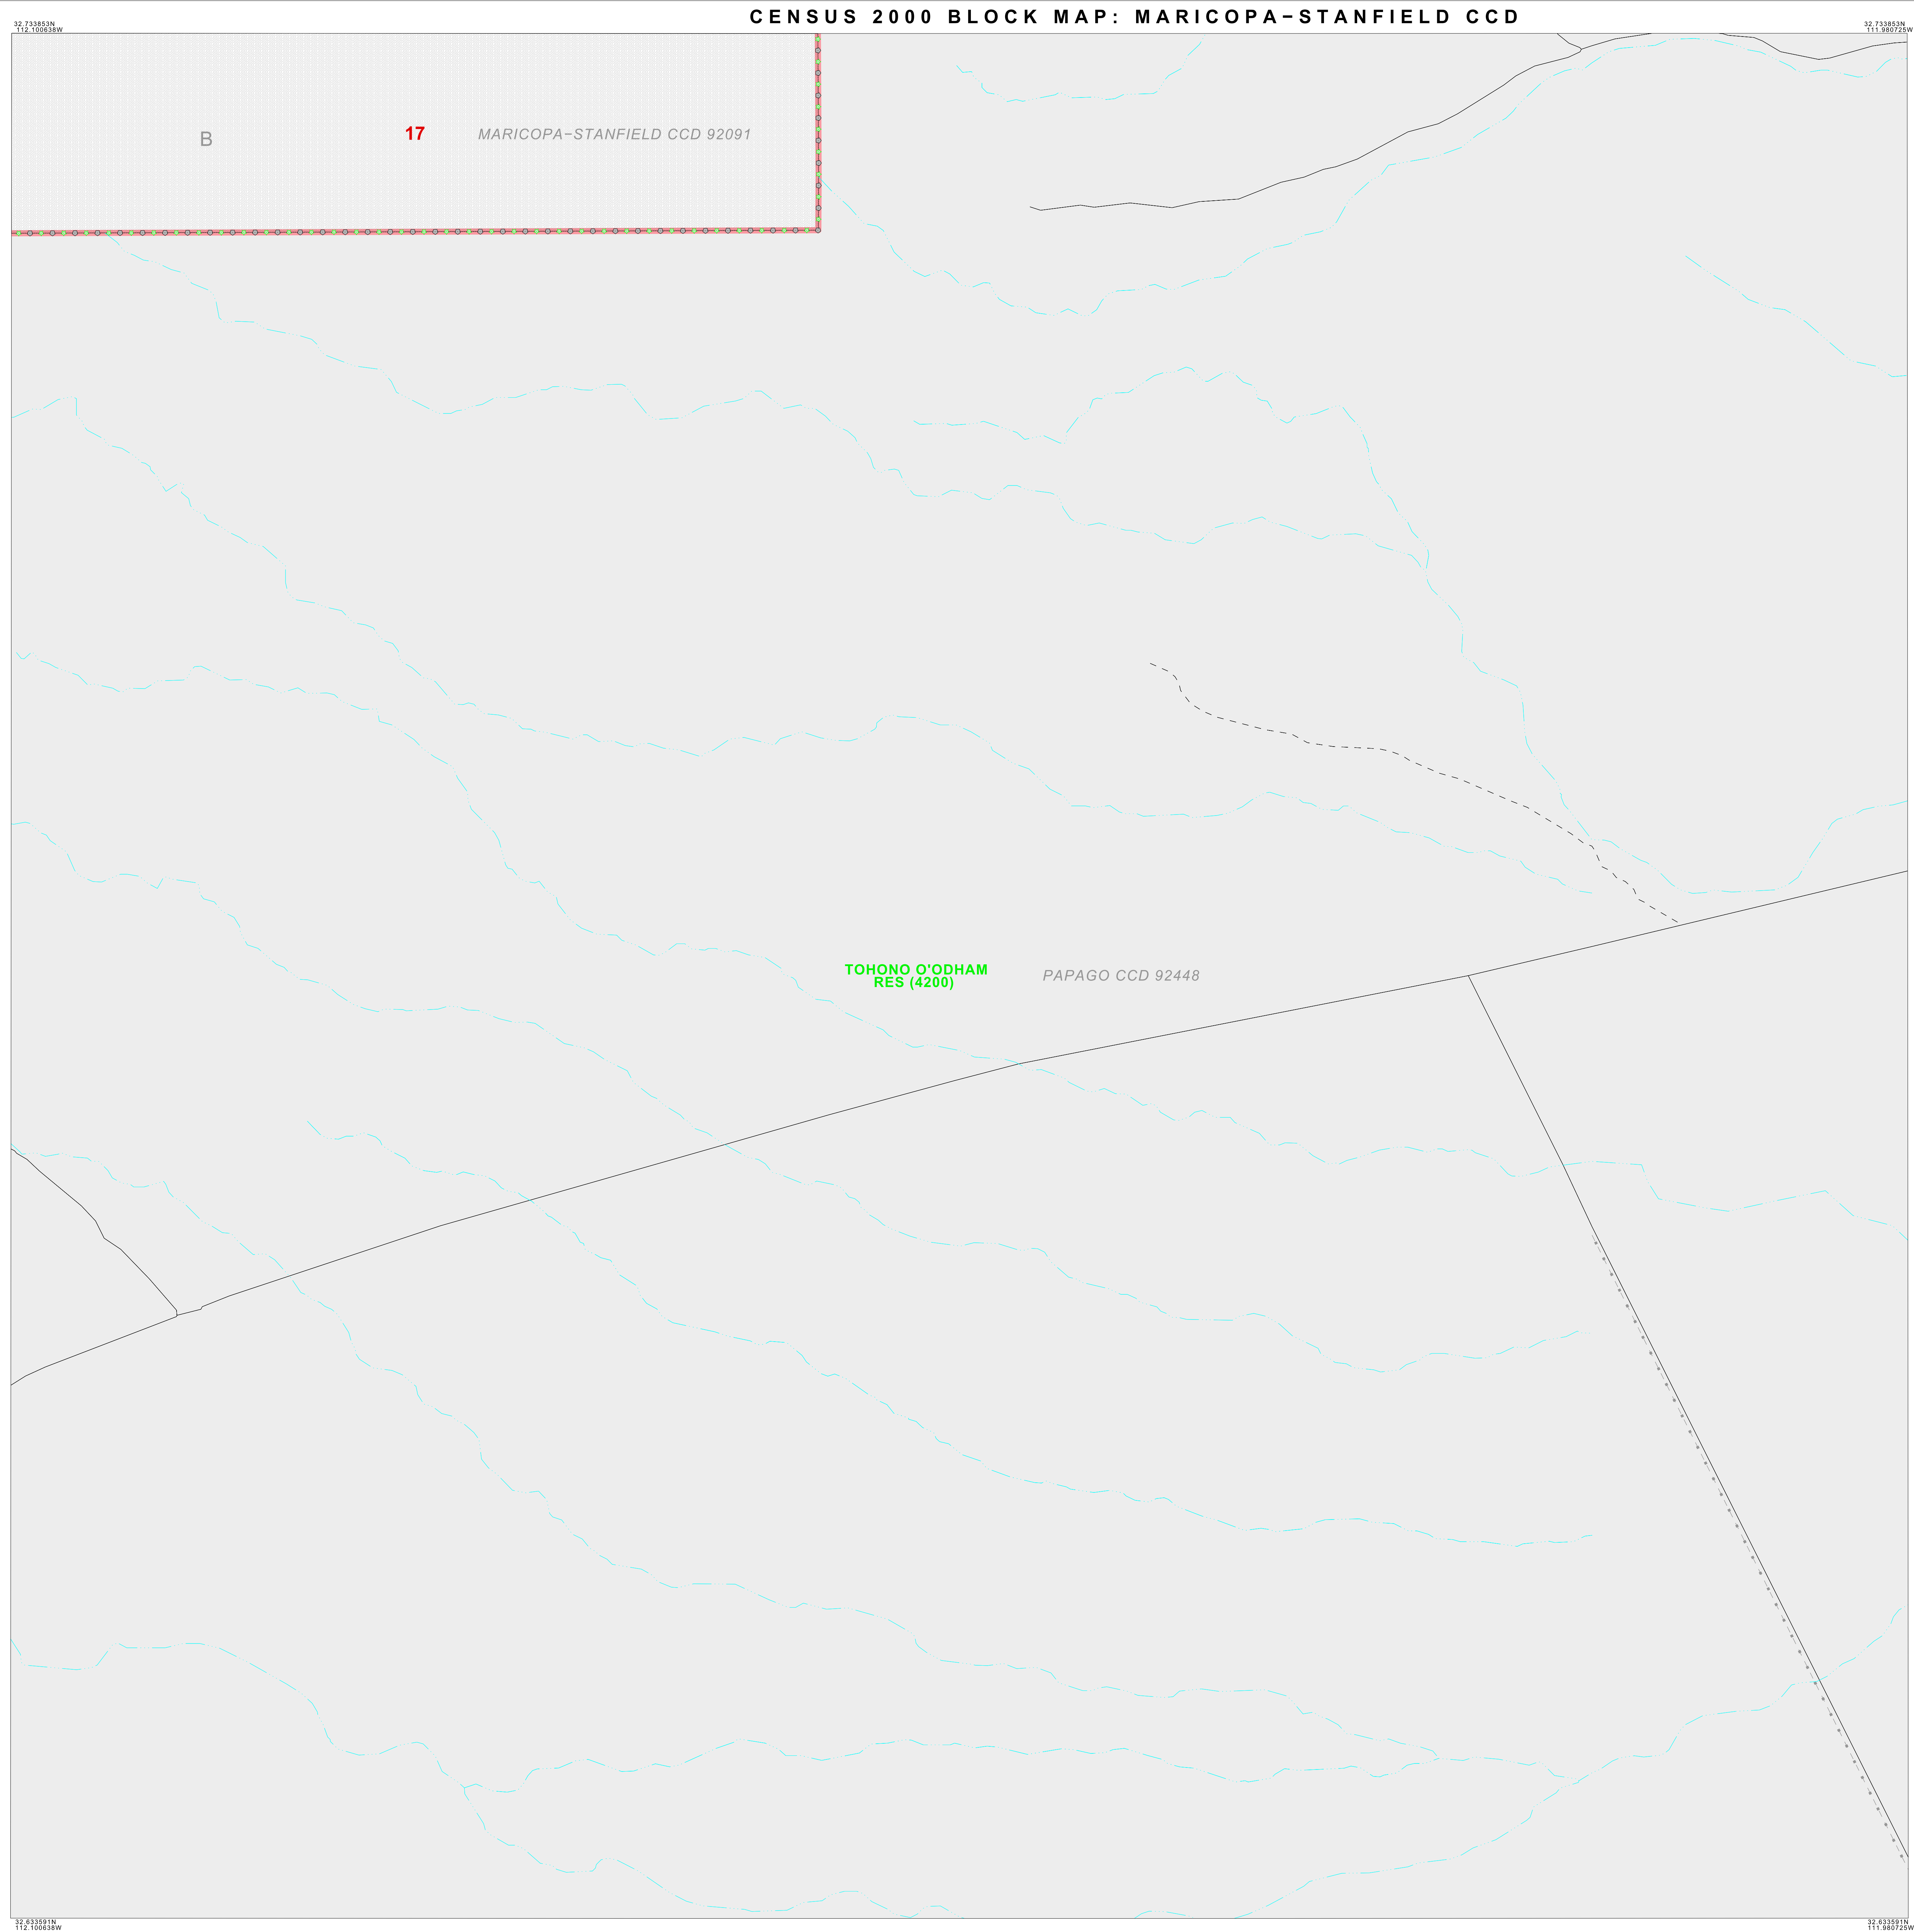 CENSUS 2000 BLOCK MAP: MARICOPA−STANFIELD CCD
32.733853N
112.100638W
32.733853N
111.980725W
B
17
MARICOPA−STANFIELD CCD 92091
TOHONO O'ODHAM
RES (4200)
PAPAGO CCD 92448
32.633591N
112.100638W
32.633591N
111.980725W